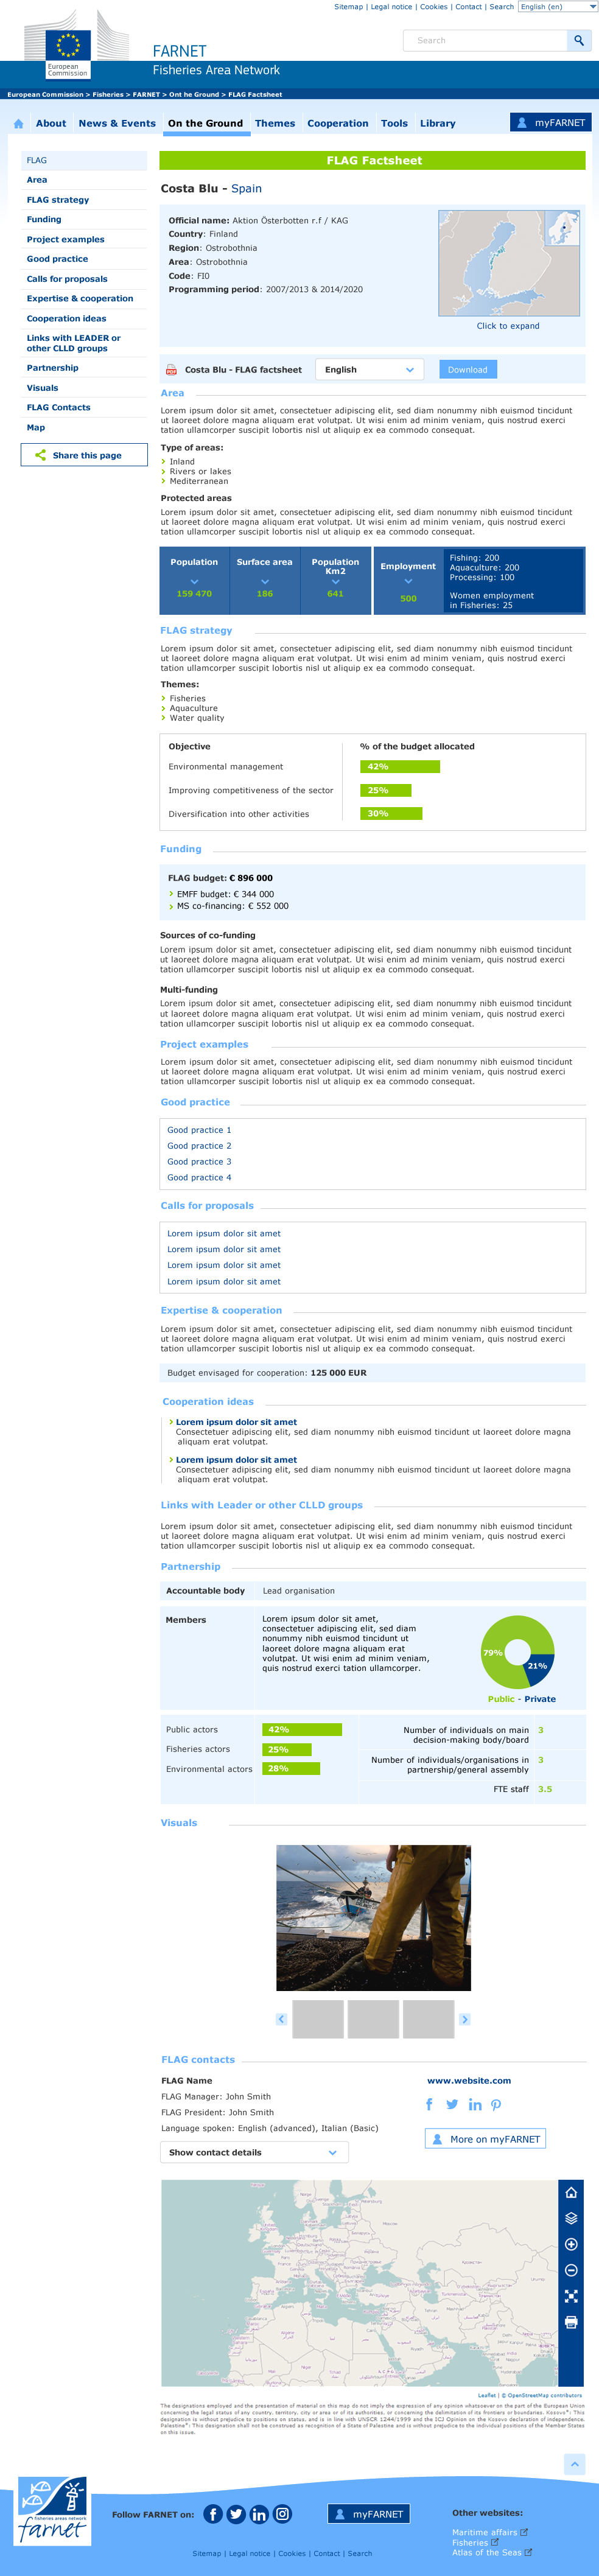 Sitemap | Legal notice | Cookies | Contact | Search English (en)
FARNET
Search
European
Commission
Fisheries Area Network
European Commission > Fisheries > FARNET > Ont he Ground > FLAG Factsheet
About News & Events On the Ground Themes Cooperation Tools Library myFARNET
FLAG
Area
FLAG strategy
Funding
Project examples
Good practice
Calls for proposals
Expertise & cooperation
Cooperation ideas
Links with LEADER or
other CLLD groups
Partnership
Visuals
FLAG Contacts
Map
Share this page
FLAG Factsheet
Costa Blu - Spain
Official name: Aktion Österbotten r.f / KAG
Country: Finland
Region: Ostrobothnia
Area: Ostrobothnia
Code: FI0
Programming period: 2007/2013 & 2014/2020
Click to expand
Costa Blu - FLAG factsheet English Download
Area
Lorem ipsum dolor sit amet, consectetuer adipiscing elit, sed diam nonummy nibh euismod tincidunt
ut laoreet dolore magna aliquam erat volutpat. Ut wisi enim ad minim veniam, quis nostrud exerci
tation ullamcorper suscipit lobortis nisl ut aliquip ex ea commodo consequat.
Type of areas:
Inland
Rivers or lakes
Mediterranean
Protected areas
Lorem ipsum dolor sit amet, consectetuer adipiscing elit, sed diam nonummy nibh euismod tincidunt
ut laoreet dolore magna aliquam erat volutpat. Ut wisi enim ad minim veniam, quis nostrud exerci
tation ullamcorper suscipit lobortis nisl ut aliquip ex ea commodo consequat.
Population
159 470
Surface area
186
Population
Km2
641
Employment
500
Fishing: 200
Aquaculture: 200
Processing: 100
Women employment
in Fisheries: 25
FLAG strategy
Lorem ipsum dolor sit amet, consectetuer adipiscing elit, sed diam nonummy nibh euismod tincidunt
ut laoreet dolore magna aliquam erat volutpat. Ut wisi enim ad minim veniam, quis nostrud exerci
tation ullamcorper suscipit lobortis nisl ut aliquip ex ea commodo consequat.
Themes:
Fisheries
Aquaculture
Water quality
Objective % of the budget allocated
Environmental management 42%
Improving competitiveness of the sector 25%
Diversification into other activities 30%
Funding
FLAG budget: € 896 000
EMFF budget: € 344 000
MS co-financing: € 552 000
Sources of co-funding
Lorem ipsum dolor sit amet, consectetuer adipiscing elit, sed diam nonummy nibh euismod tincidunt
ut laoreet dolore magna aliquam erat volutpat. Ut wisi enim ad minim veniam, quis nostrud exerci
tation ullamcorper suscipit lobortis nisl ut aliquip ex ea commodo consequat.
Multi-funding
Lorem ipsum dolor sit amet, consectetuer adipiscing elit, sed diam nonummy nibh euismod tincidunt
ut laoreet dolore magna aliquam erat volutpat. Ut wisi enim ad minim veniam, quis nostrud exerci
tation ullamcorper suscipit lobortis nisl ut aliquip ex ea commodo consequat.
Project examples
Lorem ipsum dolor sit amet, consectetuer adipiscing elit, sed diam nonummy nibh euismod tincidunt
ut laoreet dolore magna aliquam erat volutpat. Ut wisi enim ad minim veniam, quis nostrud exerci
tation ullamcorper suscipit lobortis nisl ut aliquip ex ea commodo consequat.
Good practice
Good practice 1
Good practice 2
Good practice 3
Good practice 4
Calls for proposals
Lorem ipsum dolor sit amet
Lorem ipsum dolor sit amet
Lorem ipsum dolor sit amet
Lorem ipsum dolor sit amet
Expertise & cooperation
Lorem ipsum dolor sit amet, consectetuer adipiscing elit, sed diam nonummy nibh euismod tincidunt
ut laoreet dolore magna aliquam erat volutpat. Ut wisi enim ad minim veniam, quis nostrud exerci
tation ullamcorper suscipit lobortis nisl ut aliquip ex ea commodo consequat.
Budget envisaged for cooperation: 125 000 EUR
Cooperation ideas
Lorem ipsum dolor sit amet
Consectetuer adipiscing elit, sed diam nonummy nibh euismod tincidunt ut laoreet dolore magna
aliquam erat volutpat.
Lorem ipsum dolor sit amet
Consectetuer adipiscing elit, sed diam nonummy nibh euismod tincidunt ut laoreet dolore magna
aliquam erat volutpat.
Links with Leader or other CLLD groups
Lorem ipsum dolor sit amet, consectetuer adipiscing elit, sed diam nonummy nibh euismod tincidunt
ut laoreet dolore magna aliquam erat volutpat. Ut wisi enim ad minim veniam, quis nostrud exerci
tation ullamcorper suscipit lobortis nisl ut aliquip ex ea commodo consequat.
Partnership
Accountable body Lead organisation
Members
Lorem ipsum dolor sit amet,
consectetuer adipiscing elit, sed diam
nonummy nibh euismod tincidunt ut
laoreet dolore magna aliquam erat
volutpat. Ut wisi enim ad minim veniam,
quis nostrud exerci tation ullamcorper.
79%
21%
Public - Private
Public actors 42%
Fisheries actors 25%
Environmental actors 28%
Number of individuals on main
decision-making body/board 3
Number of individuals/organisations in
partnership/general assembly 3
FTE staff 3.5
Visuals
FLAG contacts
FLAG Name
FLAG Manager: John Smith
FLAG President: John Smith
Language spoken: English (advanced), Italian (Basic)
Show contact details
www.website.com
More on myFARNET
Leaflet | © OpenStreetMap contributors
The designations employed and the presentation of material on this map do not imply the expression of any opinion whatsoever on the part of the European Union
concerning the legal status of any country, territory, city or area or of its authorities, or concerning the delimitation of its frontiers or boundaries. Kosovo*: This
designation is without prejudice to positions on status, and is in line with UNSCR 1244/1999 and the ICJ Opinion on the Kosovo declaration of independence.
Palestine*: This designation shall not be construed as recognition of a State of Palestine and is without prejudice to the individual positions of the Member States
on this issue.
fisheries areas network
farnet
Follow FARNET on:
myFARNET
Other websites:
Maritime affairs
Fisheries
Atlas of the Seas
Sitemap | Legal notice | Cookies | Contact | Search